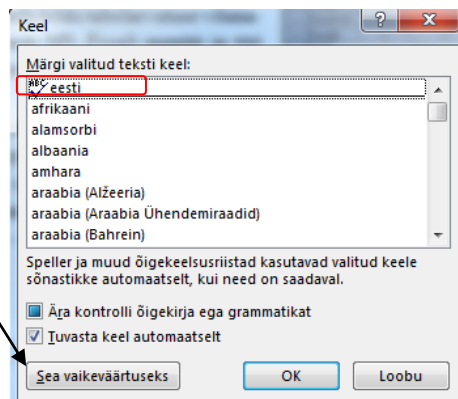 Keel
Märgi valitud teksti keel:
ABC eesti
afrikaani
alamsorbi
albaania
amhara
araabia (Alžeeria)
araabia (Araabia Ühendemiraadid)
araabia (Bahrein)
Speller ja muud õigekeelsusriistad kasutavad valitud keele
sõnastikke automaatselt, kui need on saadaval.
Ära kontrolli õigekirja ega grammatikat
Tuvasta keel automaatselt
Sea vaikeväärtuseks OK Loobu